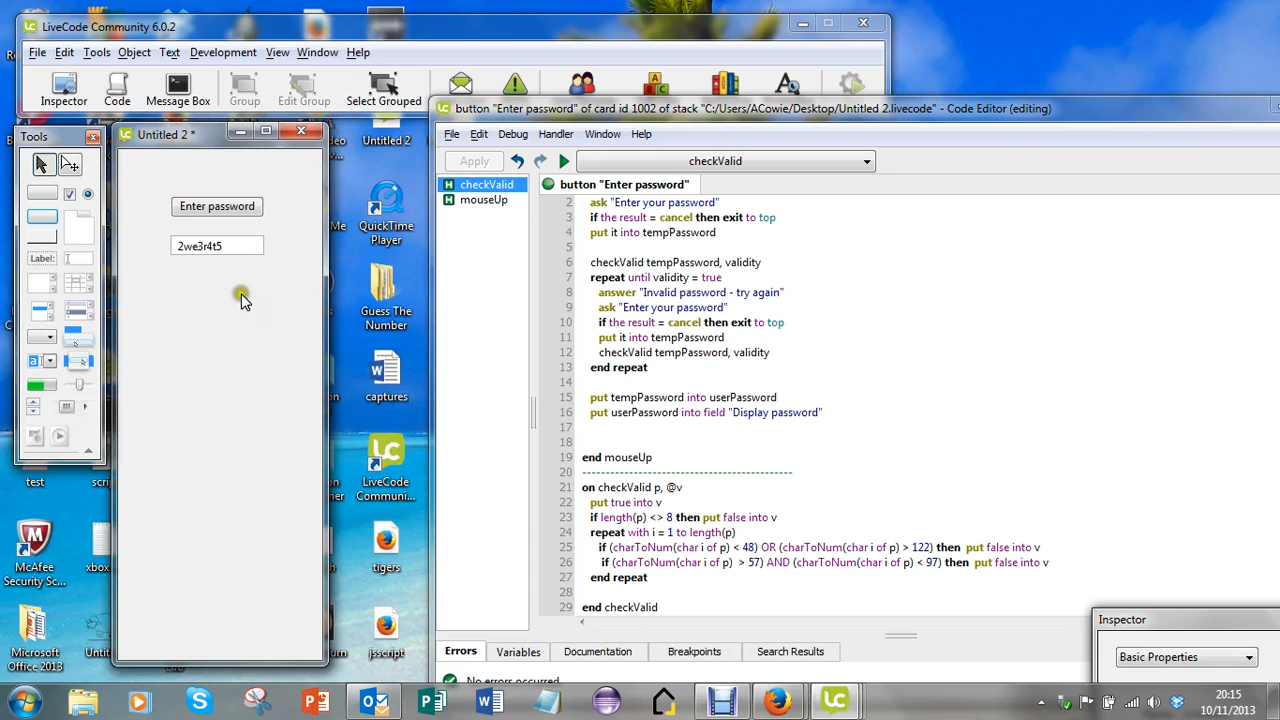 LiveCode Community 6.0.2
File Edit Tools Object Text Development View Window Help
Inspector Code Message Box Group Edit Group Select Grouped
button "Enter password" of card id 1002 of stack "C:/Users/ACowie/Desktop/Untitled 2.livecode" - Code Editor (editing)
File Edit Debug Handler Window Help
Apply checkValid
checkValid
mouseUp
button "Enter password"
2 ask "Enter your password"
3 if the result = cancel then exit to top
4 put it into tempPassword
5
6 checkValid tempPassword, validity
7 repeat until validity = true
8 answer "Invalid password - try again"
9 ask "Enter your password"
10 if the result = cancel then exit to top
11 put it into tempPassword
12 checkValid tempPassword, validity
13 end repeat
14
15 put tempPassword into userPassword
16 put userPassword into field "Display password"
17
18
19 end mouseUp
20 --------------------------------------------
21 on checkValid p, @v
22 put true into v
23 if length(p) <> 8 then put false into v
24 repeat with i = 1 to length(p)
25 if (charToNum(char i of p) < 48) OR (charToNum(char i of p) > 122) then put false into v
26 if (charToNum(char i of p) > 57) AND (charToNum(char i of p) < 97) then put false into v
27 end repeat
28
29 end checkValid
Errors Variables Documentation Breakpoints Search Results
No errors occurred
Inspector
Basic Properties
Tools
Label:
Untitled 2 *
Enter password
2we3r4t5
Untitled 2
QuickTime
Player
Guess The
Number
captures
LiveCode
Communi...
tigers
jsscript
test
McAfee
Security Sc...
xbox
Microsoft
Office 2013
20:15
10/11/2013